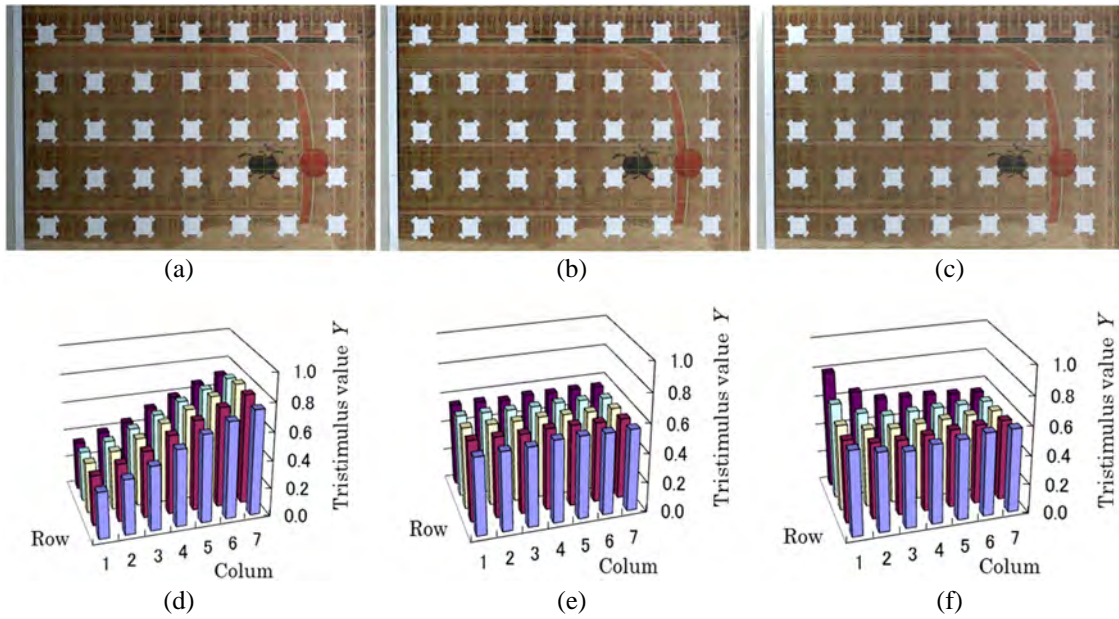 (a)
(b)
(c)
Tristimulus value Y
1.0
0.8
0.6
0.4
0.2
0.0
Row
1 2 3 4 5 6 7
Colum
Tristimulus value Y
1.0
0.8
0.6
0.4
0.2
0.0
Row
1 2 3 4 5 6 7
Colum
Tristimulus value Y
1.0
0.8
0.6
0.4
0.2
0.0
Row
1 2 3 4 5 6 7
Colum
(d)
(e)
(f)